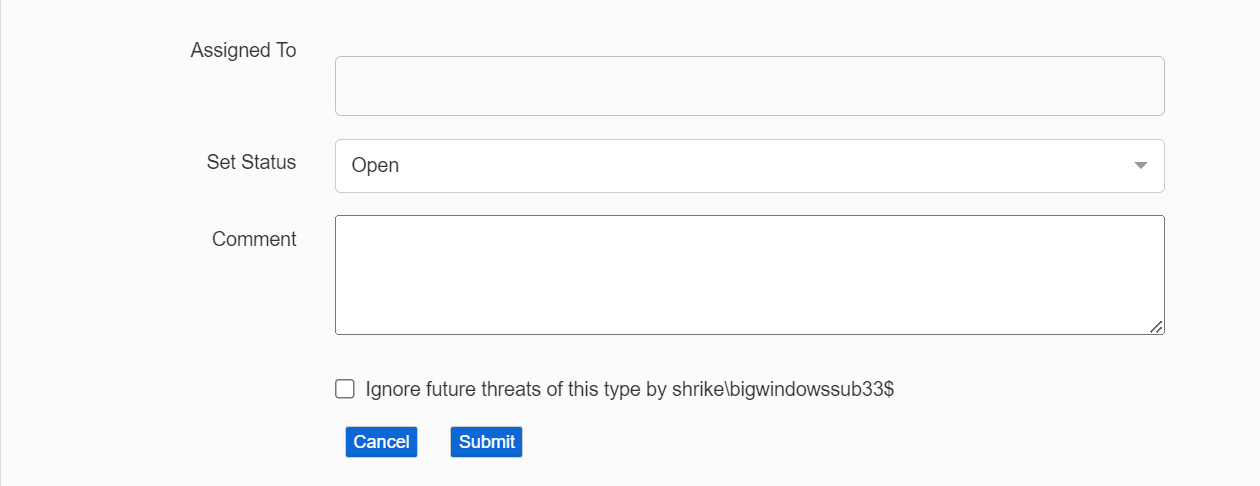 Assigned To
Set Status
Open
Comment
Ignore future threats of this type by shrike\bigwindowssub33$
Cancel Submit